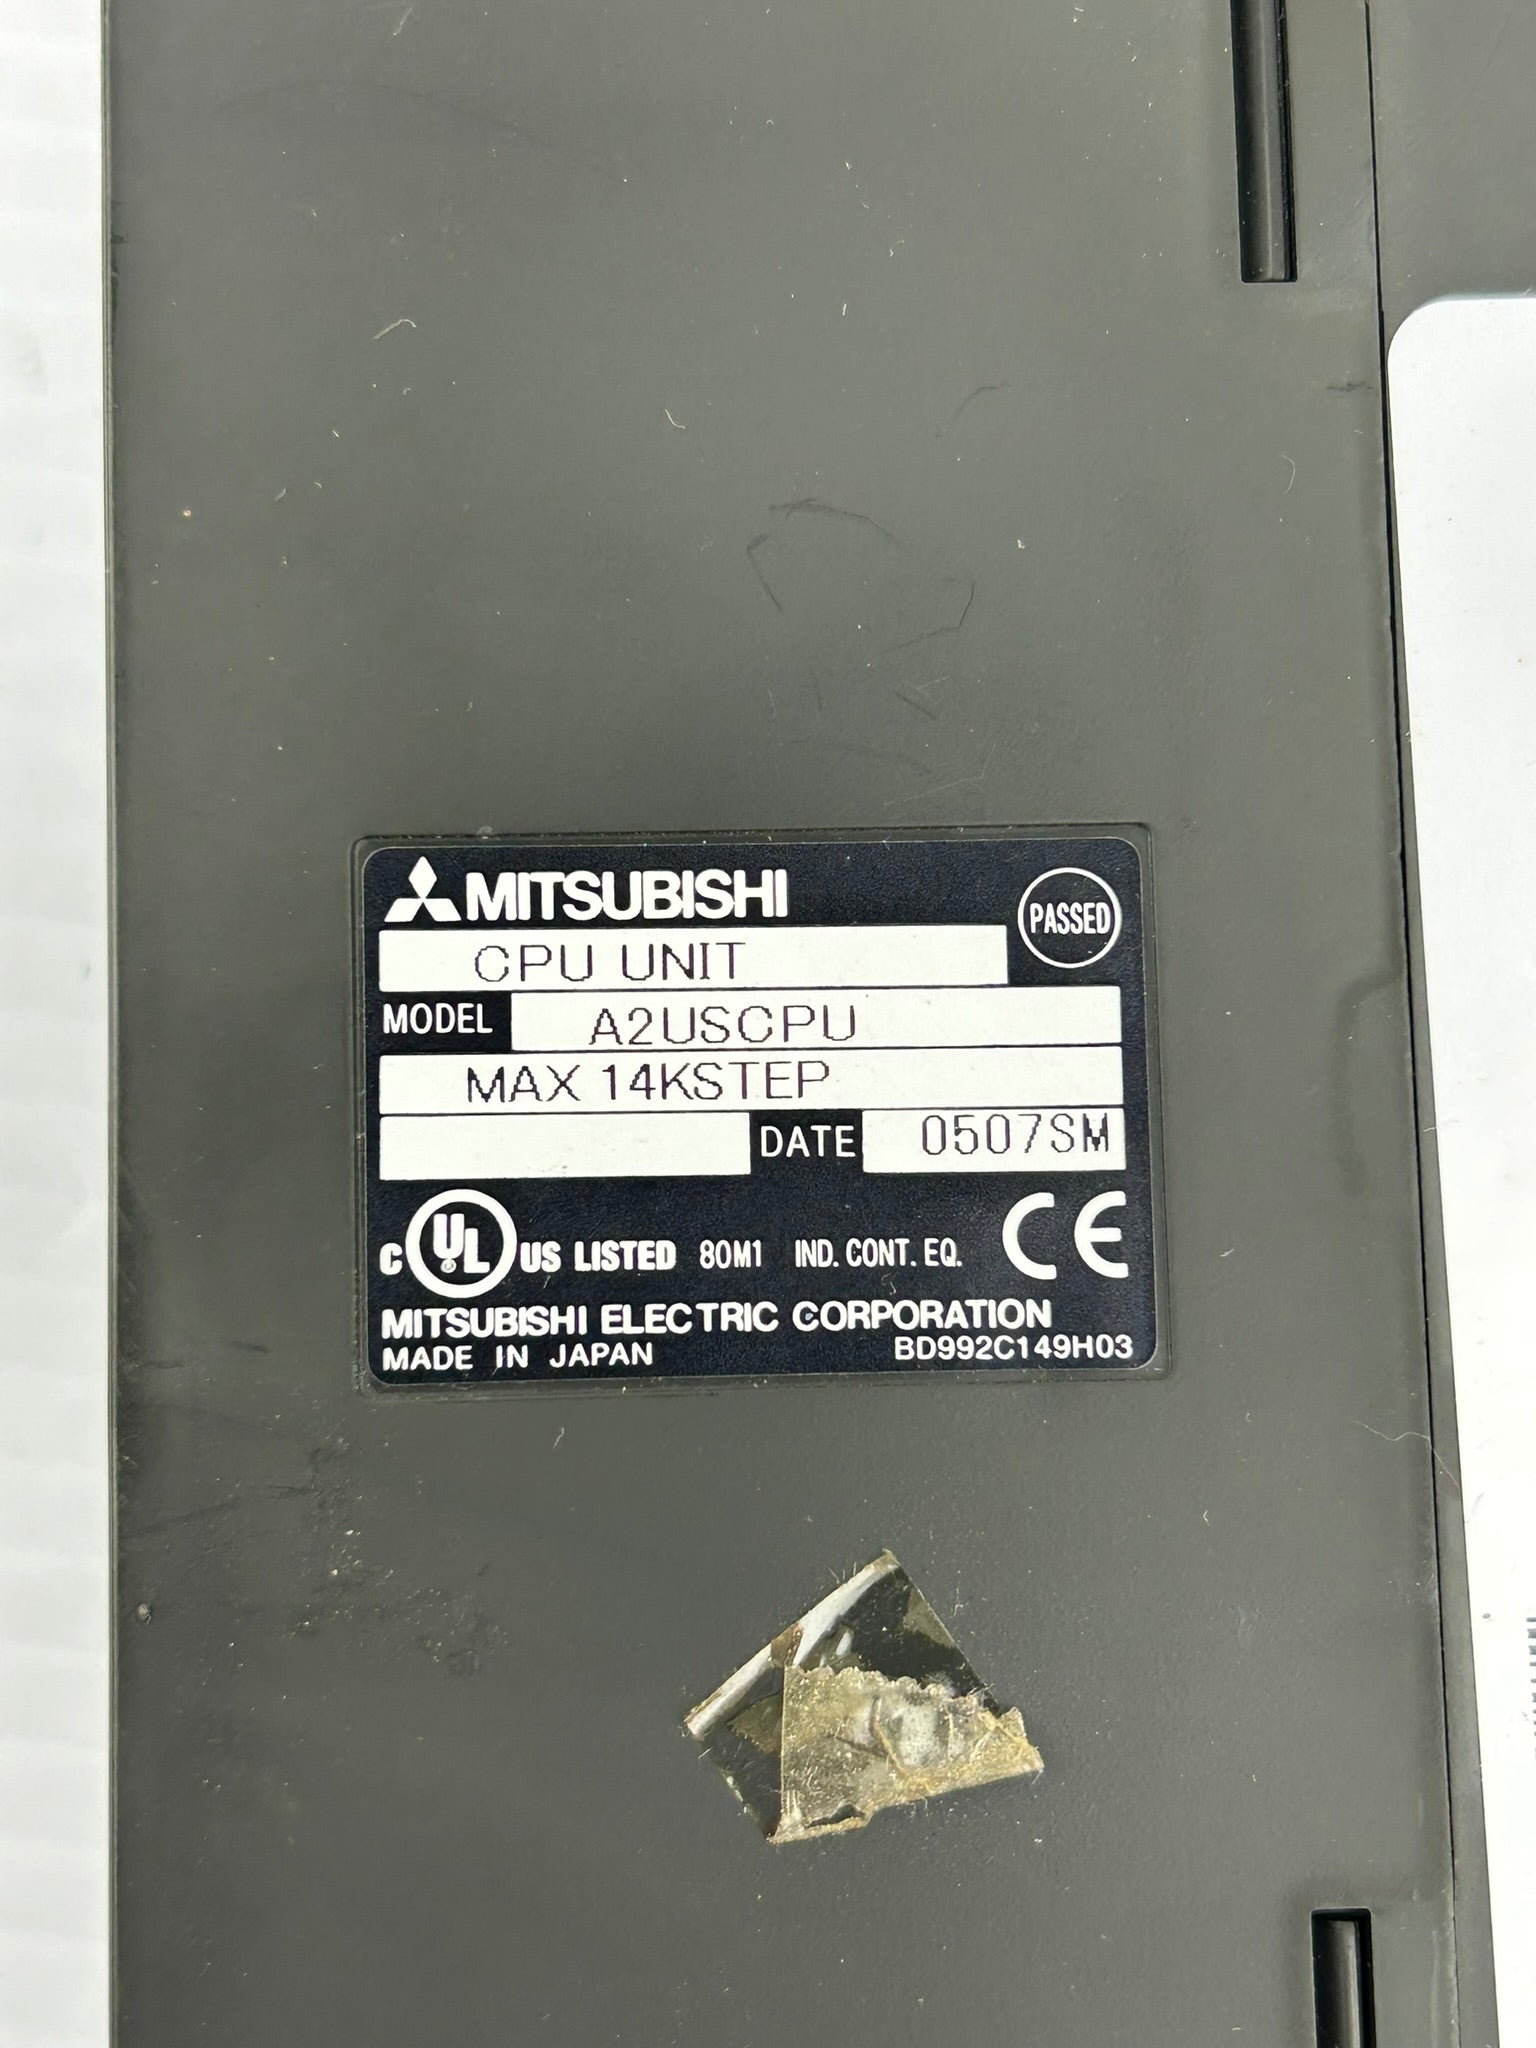 MITSUBISHI
PASSED
CPU UNIT
MODEL A2USCPU
MAX 14KSTEP
DATE 0507SM
C UL US LISTED 80M1 IND. CONT. EQ. CE
MITSUBISHI ELECTRIC CORPORATION
MADE IN JAPAN BD992C149H03